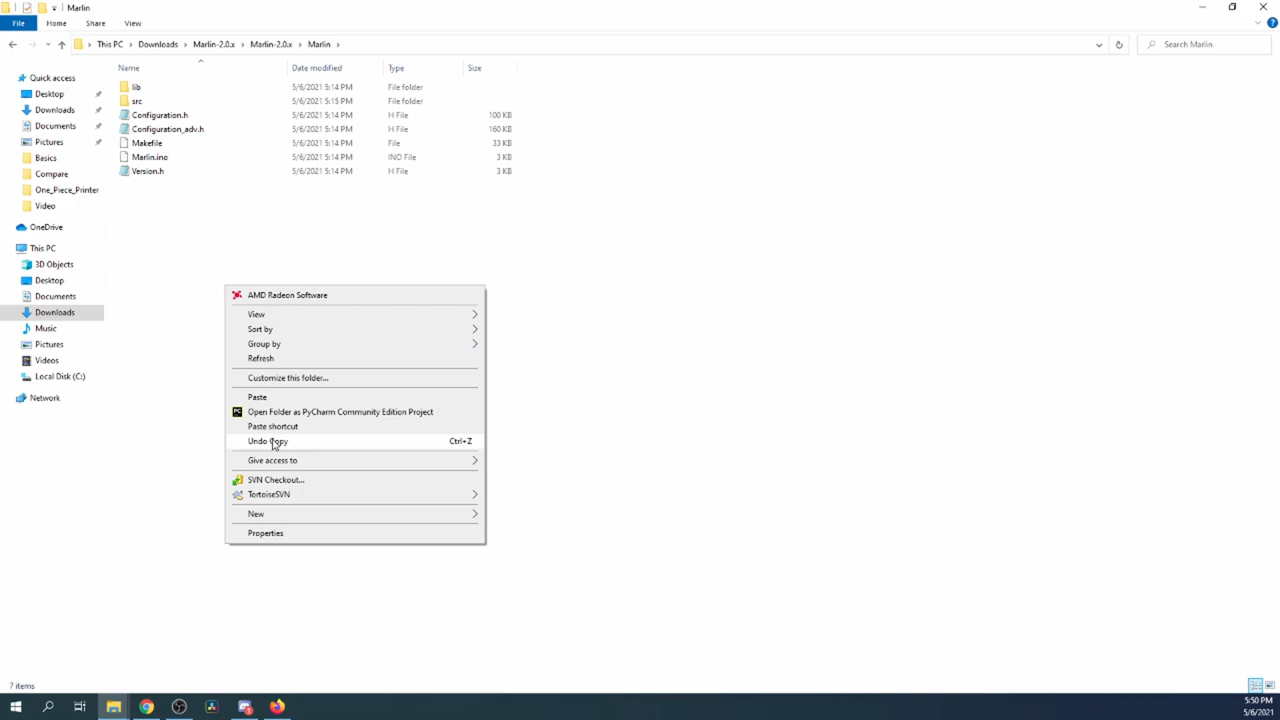 Marlin
File Home Share View
This PC Downloads Marlin-2.0.x Marlin-2.0.x Marlin
Search Marlin
Name Date modified Type Size
Quick access
Desktop
Downloads
Documents
Pictures
Basics
Compare
One_Piece_Printer
Video
OneDrive
This PC
3D Objects
Desktop
Documents
Downloads
Music
Pictures
Videos
Local Disk (C:)
Network
lib 5/6/2021 5:14 PM File folder
src 5/6/2021 5:15 PM File folder
Configuration.h 5/6/2021 5:14 PM H File 100 KB
Configuration_adv.h 5/6/2021 5:14 PM H File 160 KB
Makefile 5/6/2021 5:14 PM File 33 KB
Marlin.ino 5/6/2021 5:14 PM INO File 3 KB
Version.h 5/6/2021 5:14 PM H File 3 KB
AMD Radeon Software
View
Sort by
Group by
Refresh
Customize this folder...
Paste
PC Open Folder as PyCharm Community Edition Project
Paste shortcut
Undo Copy Ctrl+Z
Give access to
SVN Checkout...
TortoiseSVN
New
Properties
7 items
5:50 PM
5/6/2021